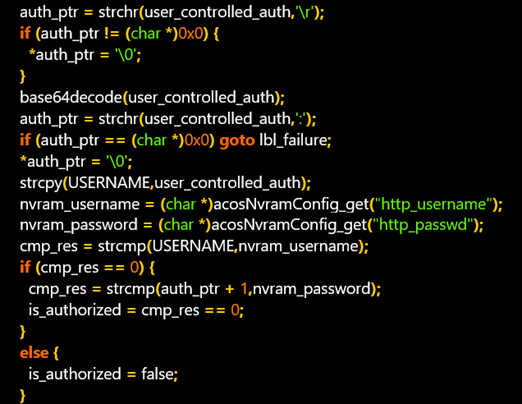 auth_ptr = strchr(user_controlled_auth,'\r');
if (auth_ptr != (char *)0x0) {
*auth_ptr = '\0';
}
base64decode(user_controlled_auth);
auth_ptr = strchr(user_controlled_auth,':');
if (auth_ptr == (char *)0x0) goto lbl_failure;
*auth_ptr = '\0';
strcpy(USERNAME,user_controlled_auth);
nvram_username = (char *)acosNvramConfig_get("http_username");
nvram_password = (char *)acosNvramConfig_get("http_passwd");
cmp_res = strcmp(USERNAME,nvram_username);
if (cmp_res == 0) {
cmp_res = strcmp(auth_ptr + 1,nvram_password);
is_authorized = cmp_res == 0;
}
else {
is_authorized = false;
}